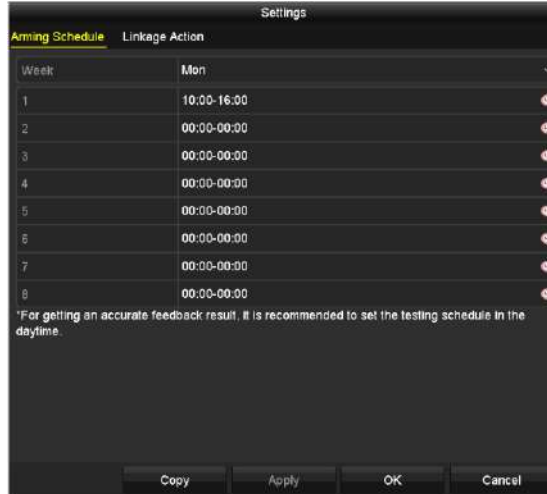 Settings
Arming Schedule Linkage Action
Week Mon
1 10:00-16:00
2 00:00-00:00
3 00:00-00:00
4 00:00-00:00
5 00:00-00:00
6 00:00-00:00
7 00:00-00:00
8 00:00-00:00
*For getting an accurate feedback result, it is recommended to set the testing schedule in the
daytime.
Copy Apply OK Cancel